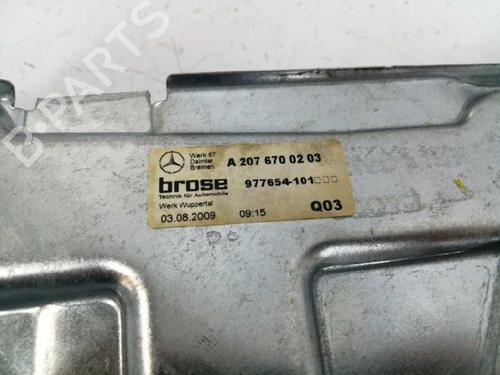 B PARTS
Werk 67
Daimler
Bremen
A 207 670 02 03
brose
Technik für Automobile
977654-101□□□
Werk Wuppertal
03.08.2009 09:15 Q03